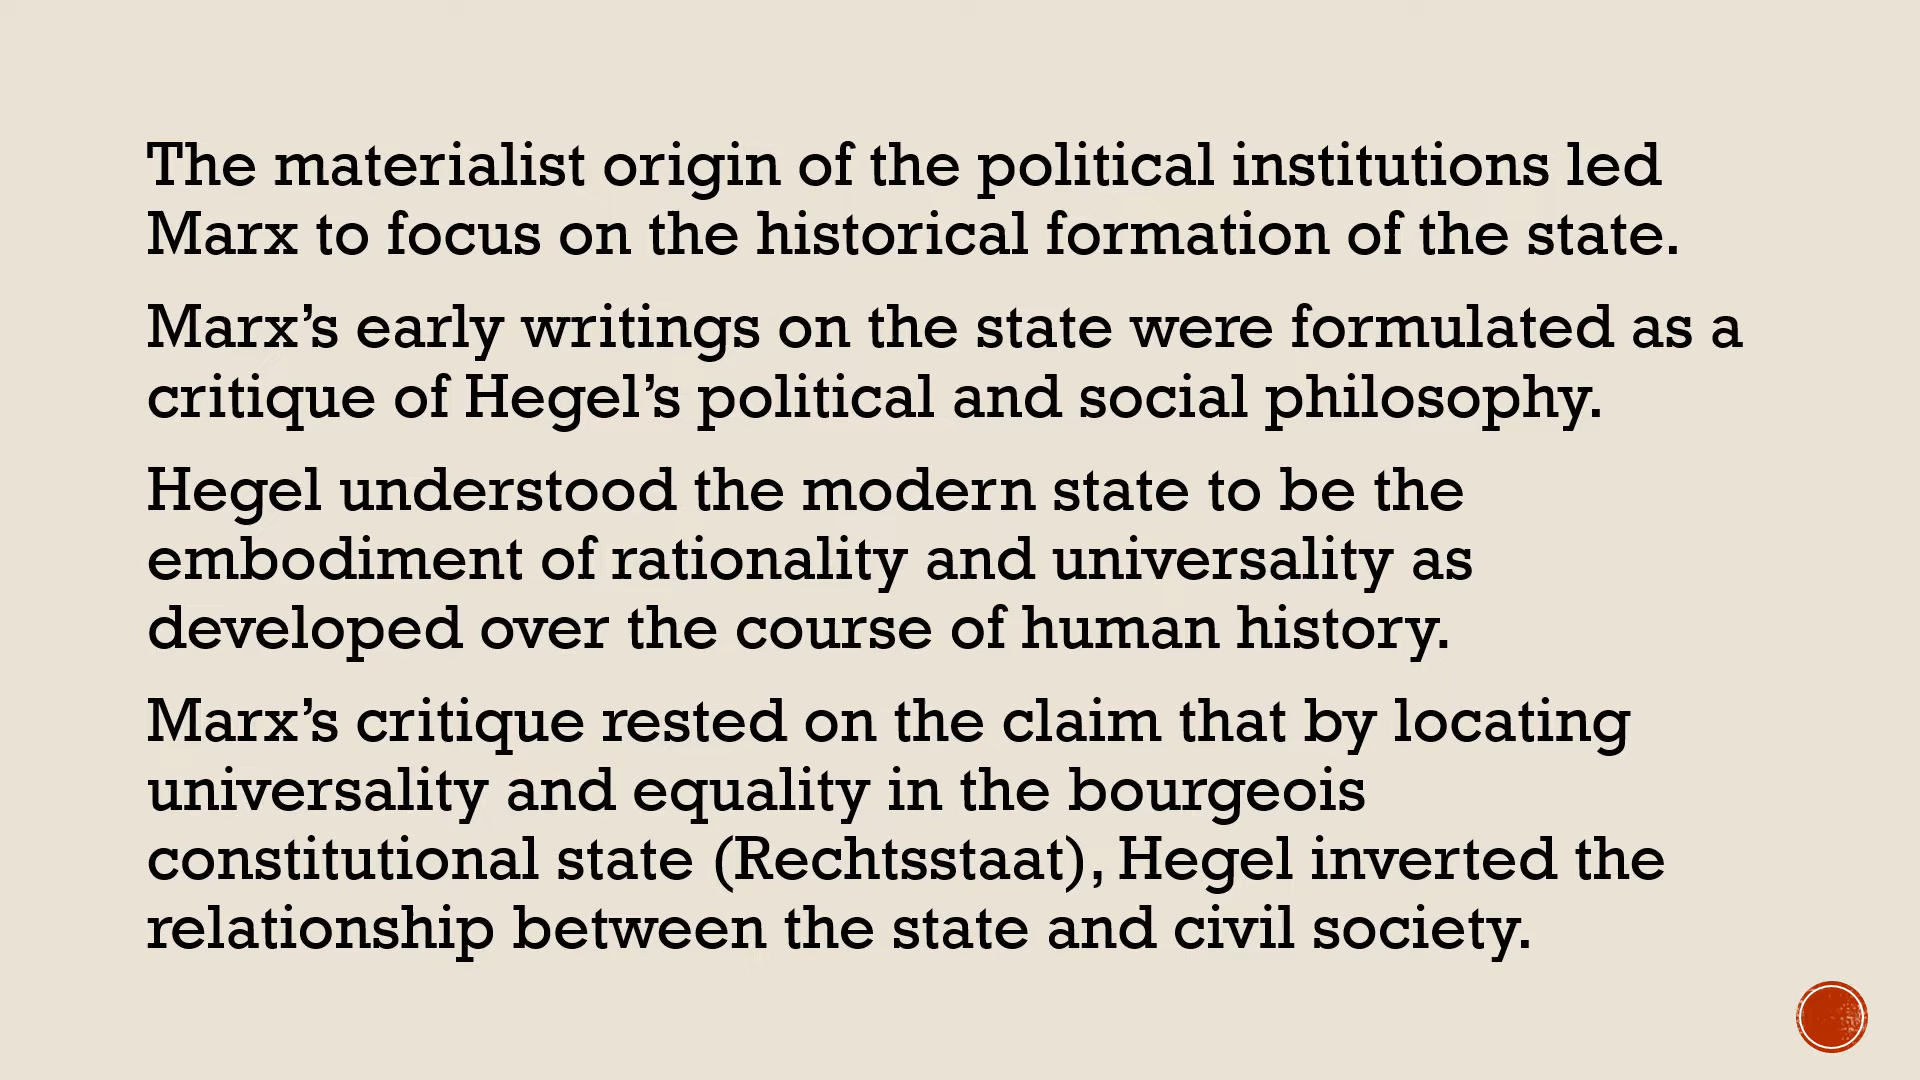 The materialist origin of the political institutions led
Marx to focus on the historical formation of the state.
Marx’s early writings on the state were formulated as a
critique of Hegel’s political and social philosophy.
Hegel understood the modern state to be the
embodiment of rationality and universality as
developed over the course of human history.
Marx’s critique rested on the claim that by locating
universality and equality in the bourgeois
constitutional state (Rechtsstaat), Hegel inverted the
relationship between the state and civil society.